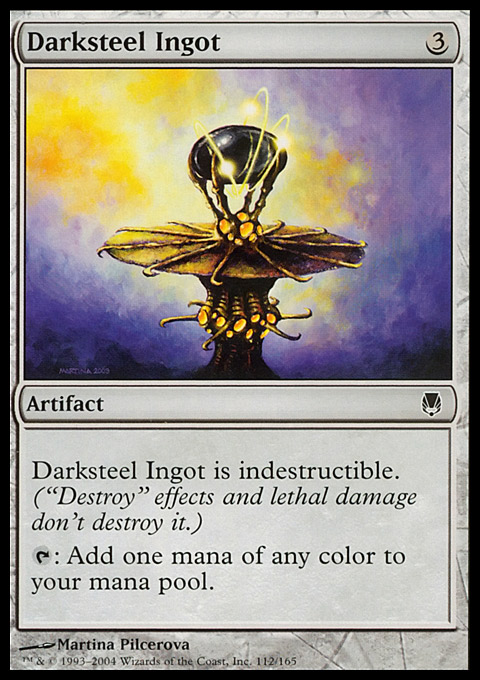 Darksteel Ingot 3
MARTINA 2003
Artifact
Darksteel Ingot is indestructible.
(“Destroy” effects and lethal damage
don’t destroy it.)
: Add one mana of any color to
your mana pool.
Martina Pilcerova
™ & © 1993–2004 Wizards of the Coast, Inc. 112/165